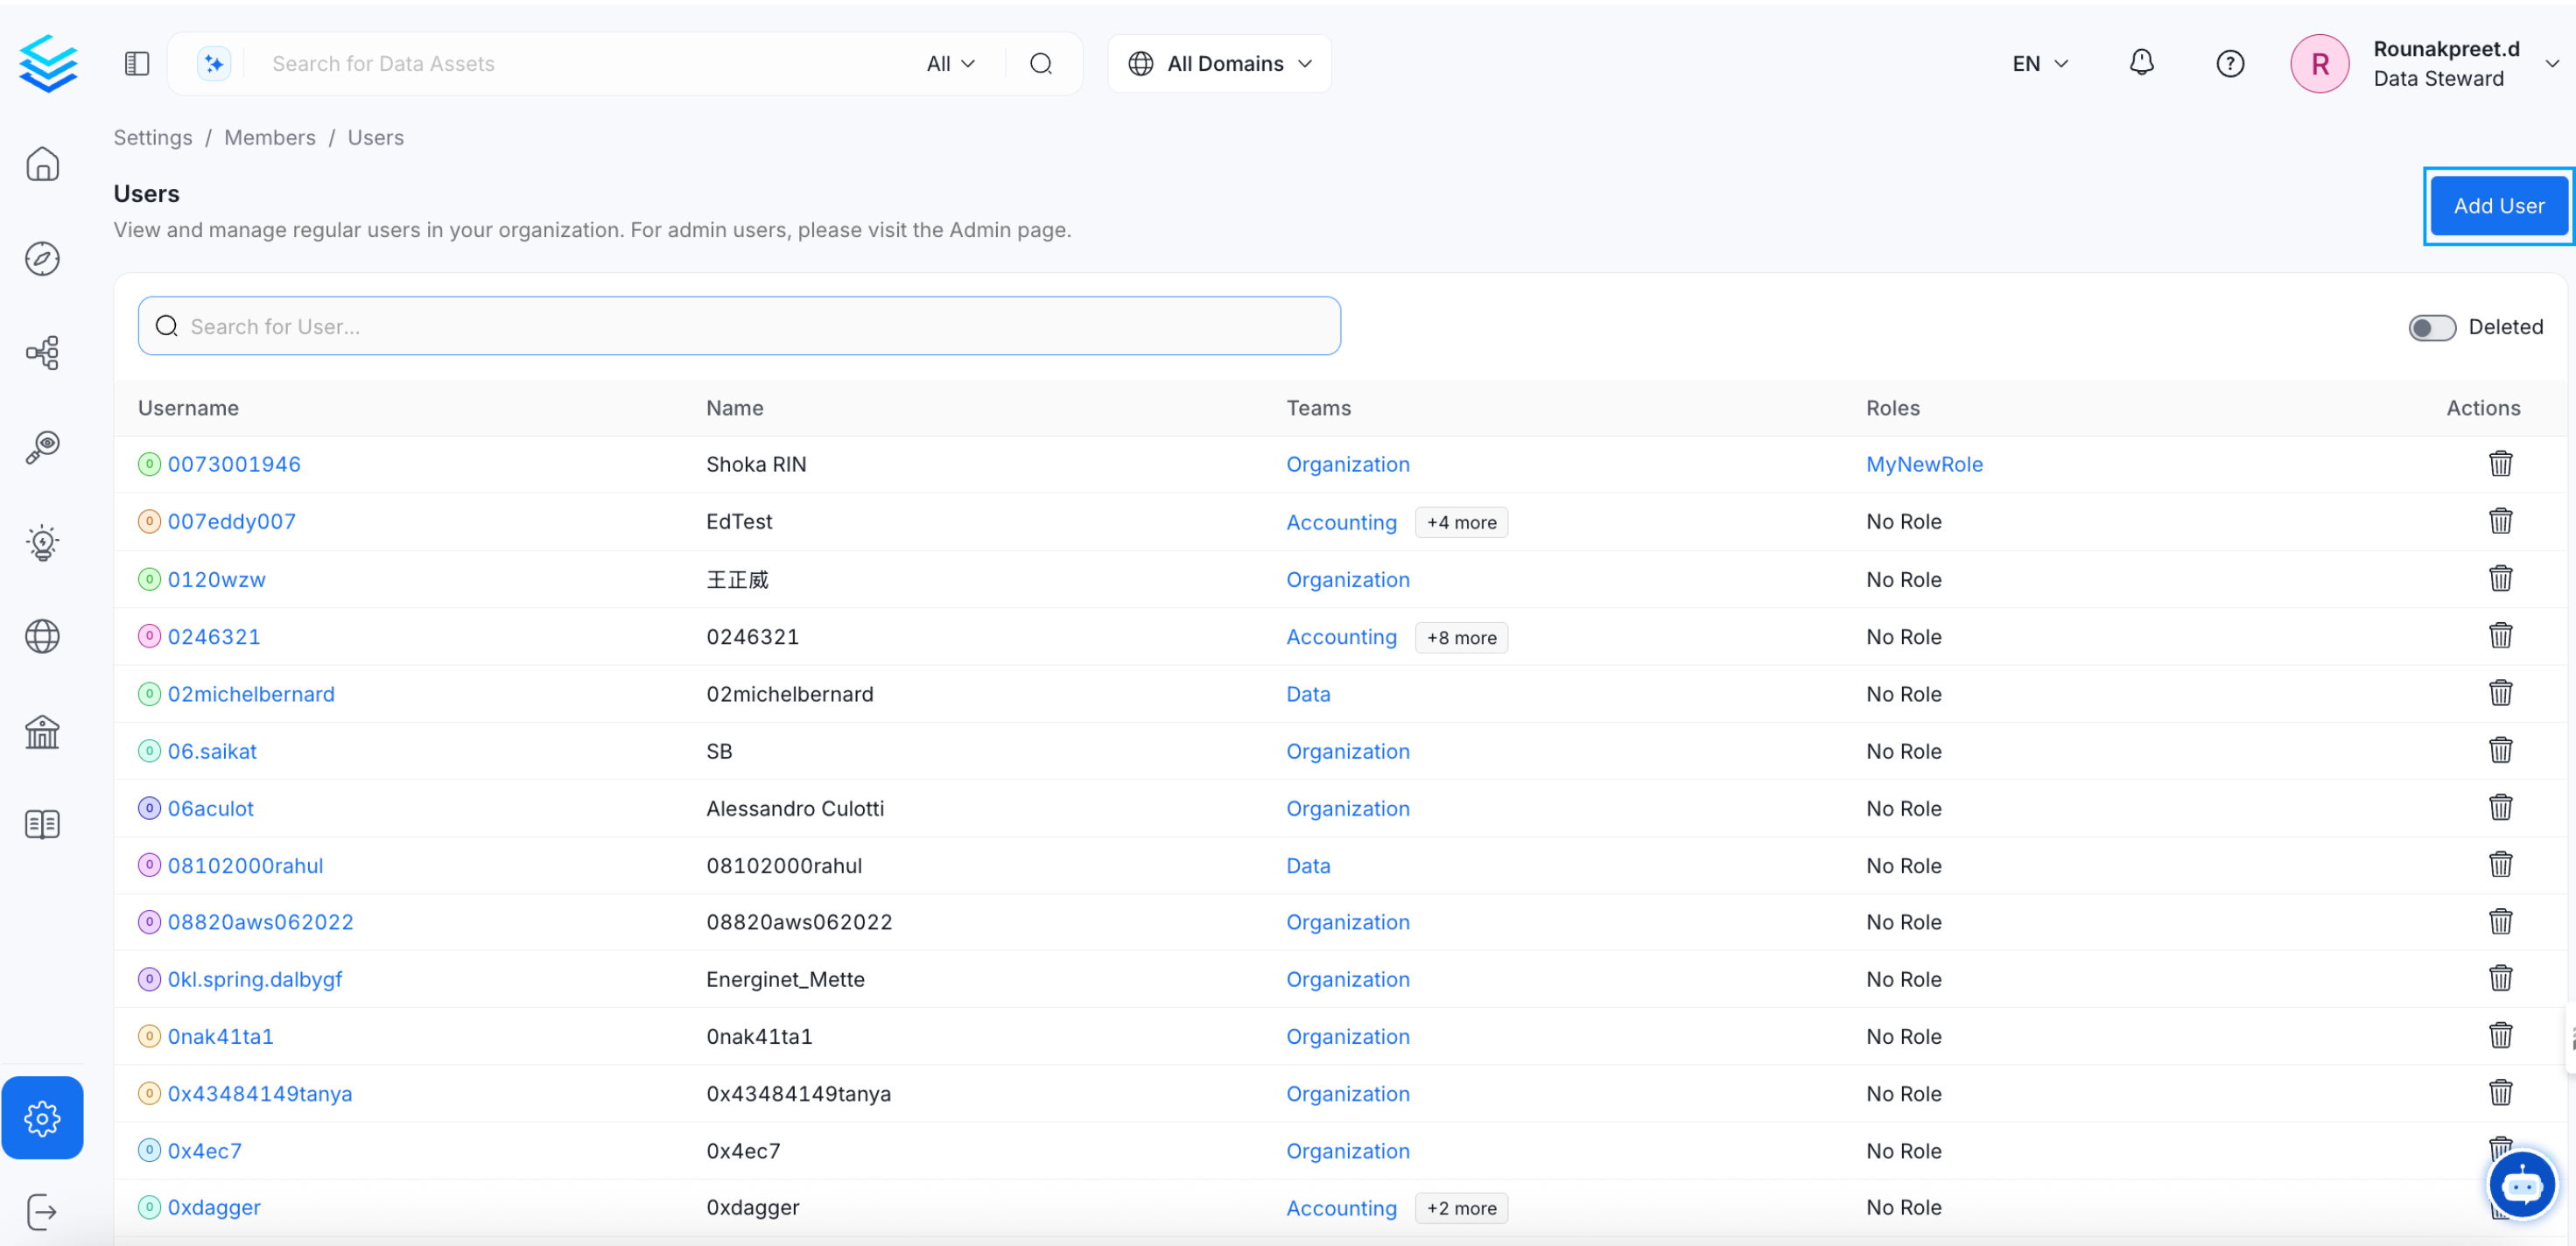 Search for Data Assets All All Domains EN ? R Rounakpreet.d
Data Steward
Settings / Members / Users
Users
View and manage regular users in your organization. For admin users, please visit the Admin page.
Add User
Search for User...
Deleted
Username Name Teams Roles Actions
0 0073001946 Shoka RIN Organization MyNewRole
0 007eddy007 EdTest Accounting +4 more No Role
0 0120wzw 王正威 Organization No Role
0 0246321 0246321 Accounting +8 more No Role
0 02michelbernard 02michelbernard Data No Role
0 06.saikat SB Organization No Role
0 06aculot Alessandro Culotti Organization No Role
0 08102000rahul 08102000rahul Data No Role
0 08820aws062022 08820aws062022 Organization No Role
0 0kl.spring.dalbygf Energinet_Mette Organization No Role
0 0nak41ta1 0nak41ta1 Organization No Role
0 0x43484149tanya 0x43484149tanya Organization No Role
0 0x4ec7 0x4ec7 Organization No Role
0 0xdagger 0xdagger Accounting +2 more No Role